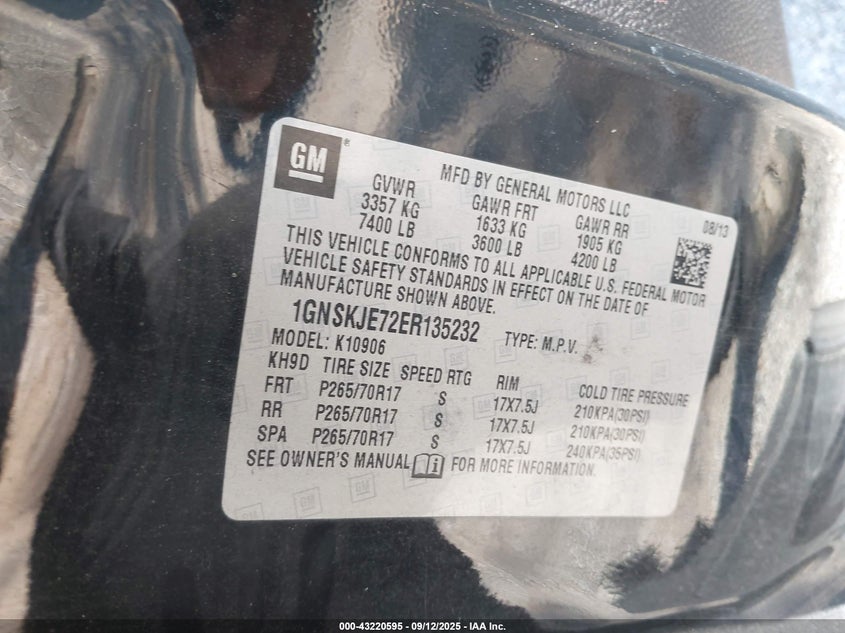 GM
MFD BY GENERAL MOTORS LLC 08/13
GVWR GAWR FRT GAWR RR
3357 KG 1633 KG 1905 KG
7400 LB 3600 LB 4200 LB
THIS VEHICLE CONFORMS TO ALL APPLICABLE U.S. FEDERAL MOTOR
VEHICLE SAFETY STANDARDS IN EFFECT ON THE DATE OF
MANUFACTURE SHOWN ABOVE.
1GNSKJE72ER135232 TYPE: M.P.V.
MODEL: K10906
KH9D TIRE SIZE SPEED RTG RIM COLD TIRE PRESSURE
FRT P265/70R17 S 17X7.5J 210KPA(30PSI)
RR P265/70R17 S 17X7.5J 210KPA(30PSI)
SPA P265/70R17 S 17X7.5J 240KPA(35PSI)
SEE OWNER'S MANUAL FOR MORE INFORMATION.
000-43220595 - 09/12/2025 - IAA Inc.